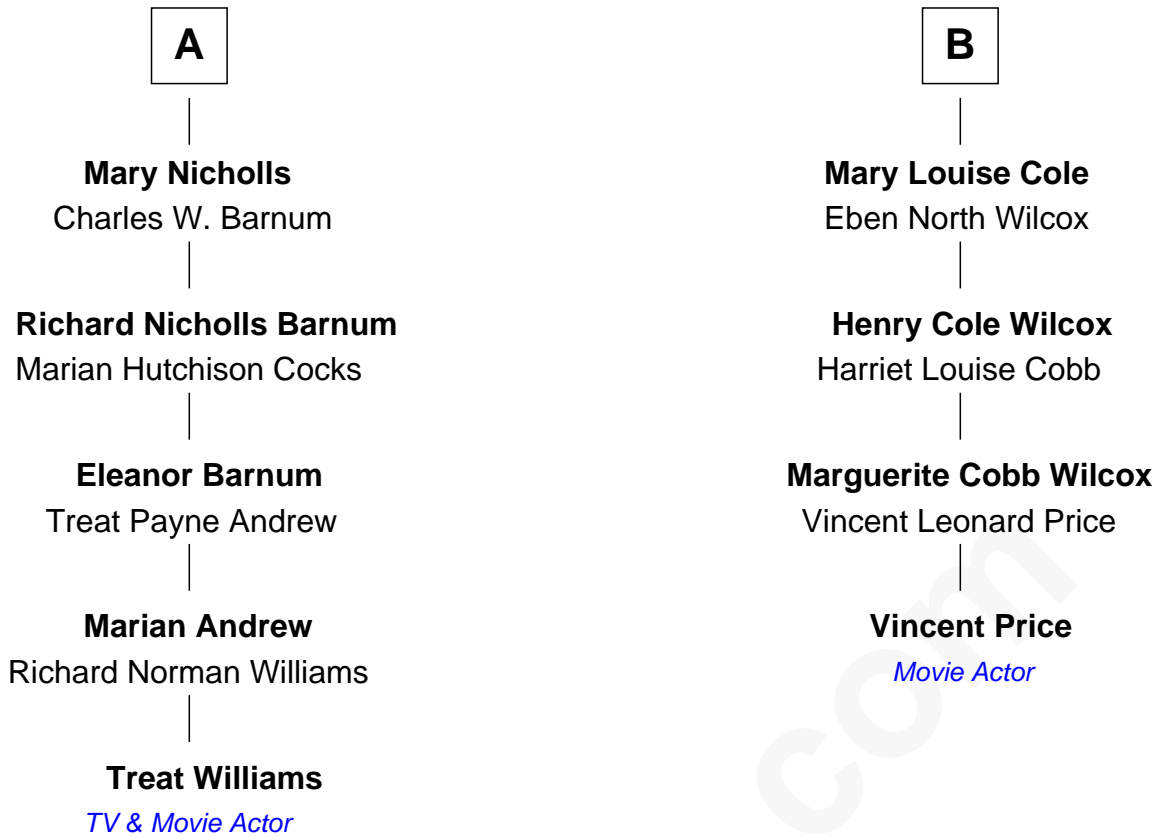 A
Mary Nicholls
Charles W. Barnum
Richard Nicholls Barnum
Marian Hutchison Cocks
Eleanor Barnum
Treat Payne Andrew
Marian Andrew
Richard Norman Williams
Treat Williams
TV & Movie Actor
B
Mary Louise Cole
Eben North Wilcox
Henry Cole Wilcox
Harriet Louise Cobb
Marguerite Cobb Wilcox
Vincent Leonard Price
Vincent Price
Movie Actor
com